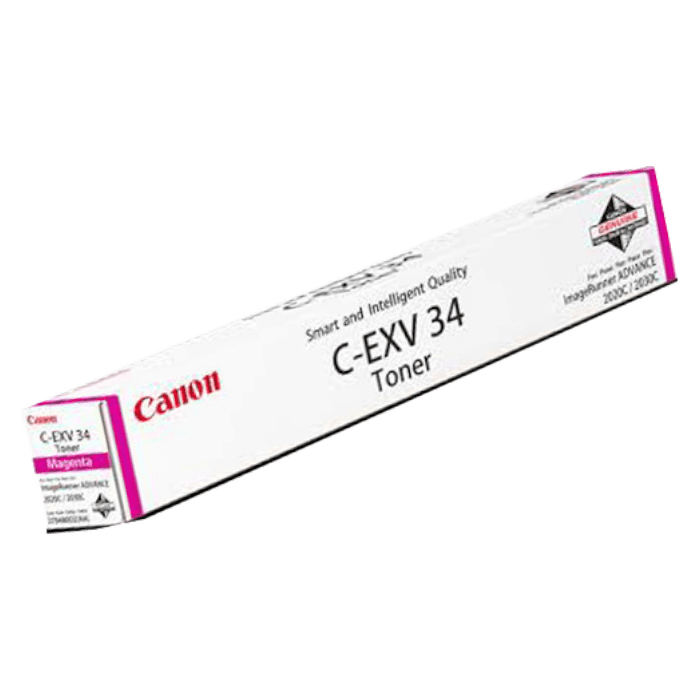 Smart and Intelligent Quality
C-EXV 34
Toner
Canon
GENUINE
ImageRunner ADVANCE
2020C / 2030C
Canon
C-EXV 34
Toner
Magenta
ImageRunner ADVANCE
2020C / 2030C